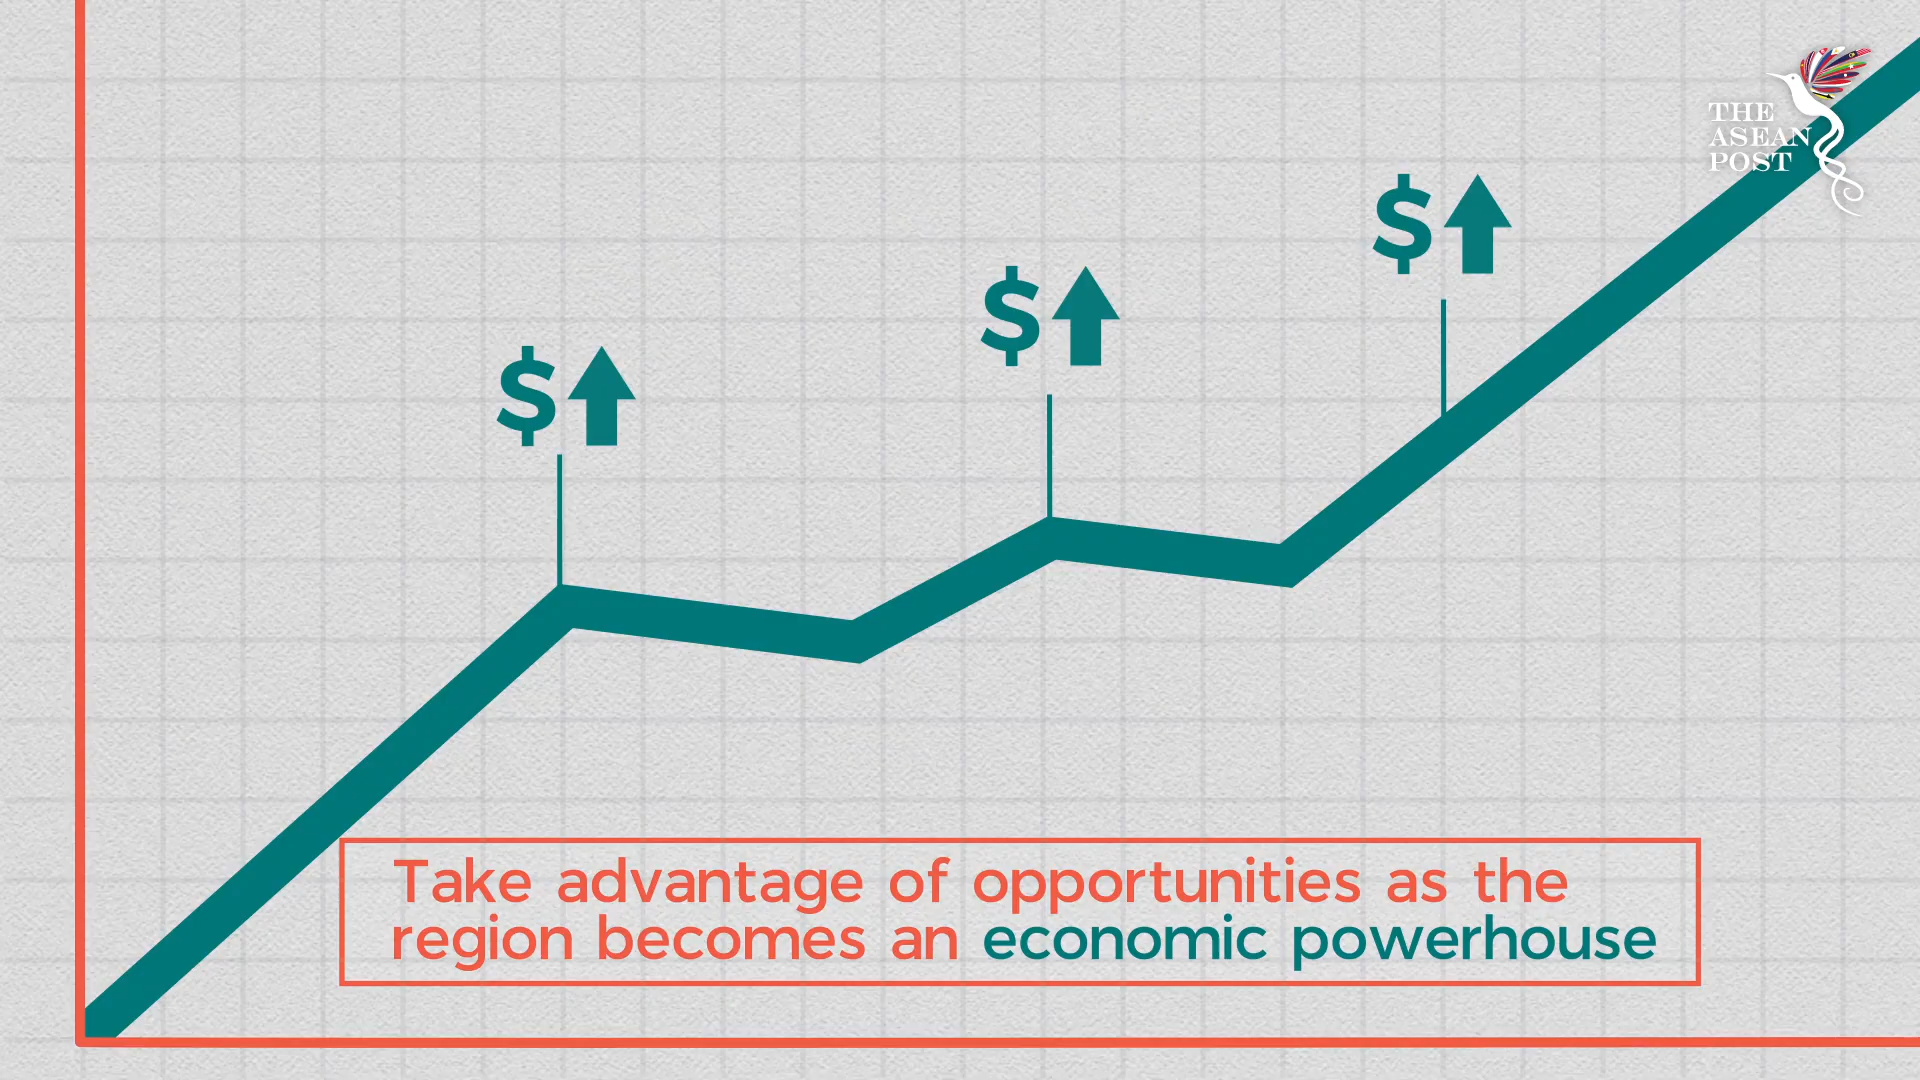 THE
ASEAN
POST
$
$
$
Take advantage of opportunities as the
region becomes an economic powerhouse